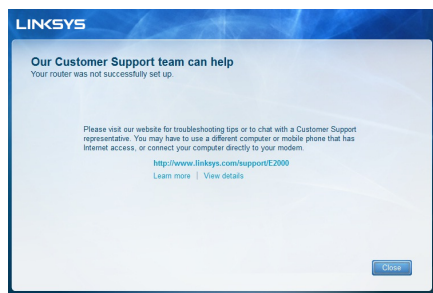 LINKSYS
Our Customer Support team can help
Your router was not successfully set up.
Please visit our website for troubleshooting tips or to chat with a Customer Support
representative. You may have to use a different computer or mobile phone that has
Internet access, or connect your computer directly to your modem.
http://www.linksys.com/support/E2000
Learn more | View details
Close